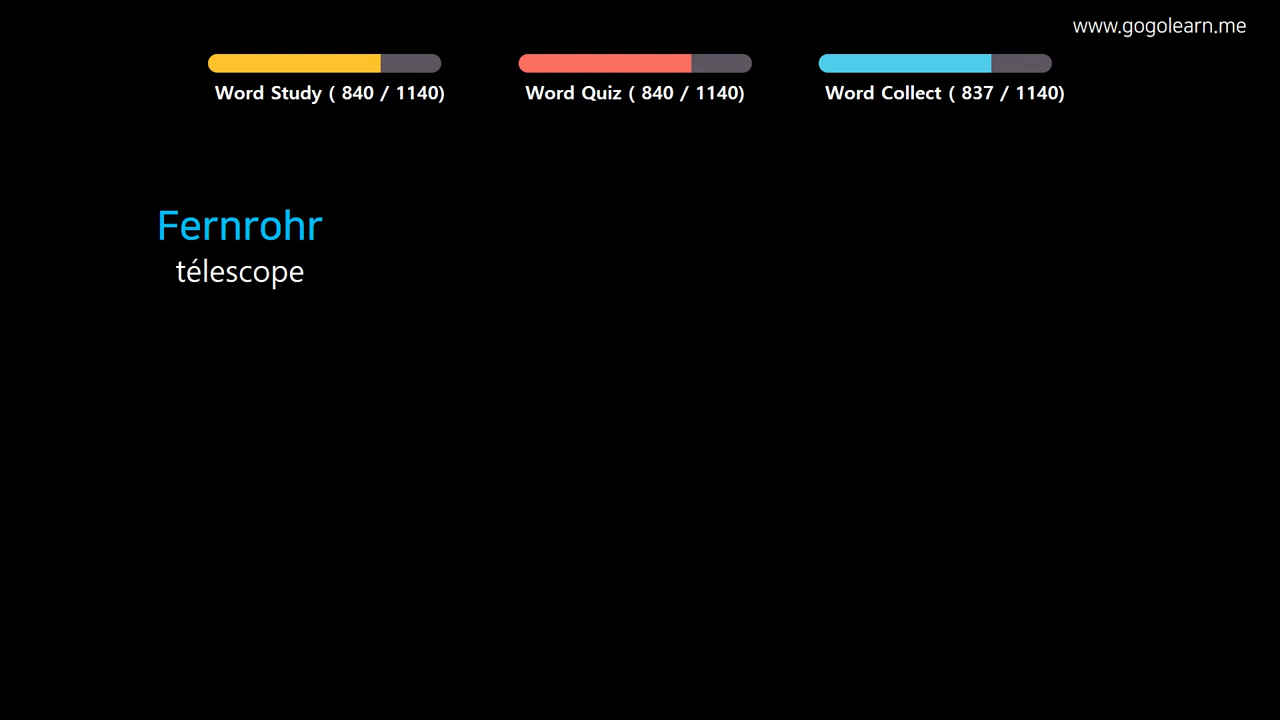 www.gogolearn.me
Word Study ( 840 / 1140)
Word Quiz ( 840 / 1140)
Word Collect ( 837 / 1140)
Fernrohr
télescope